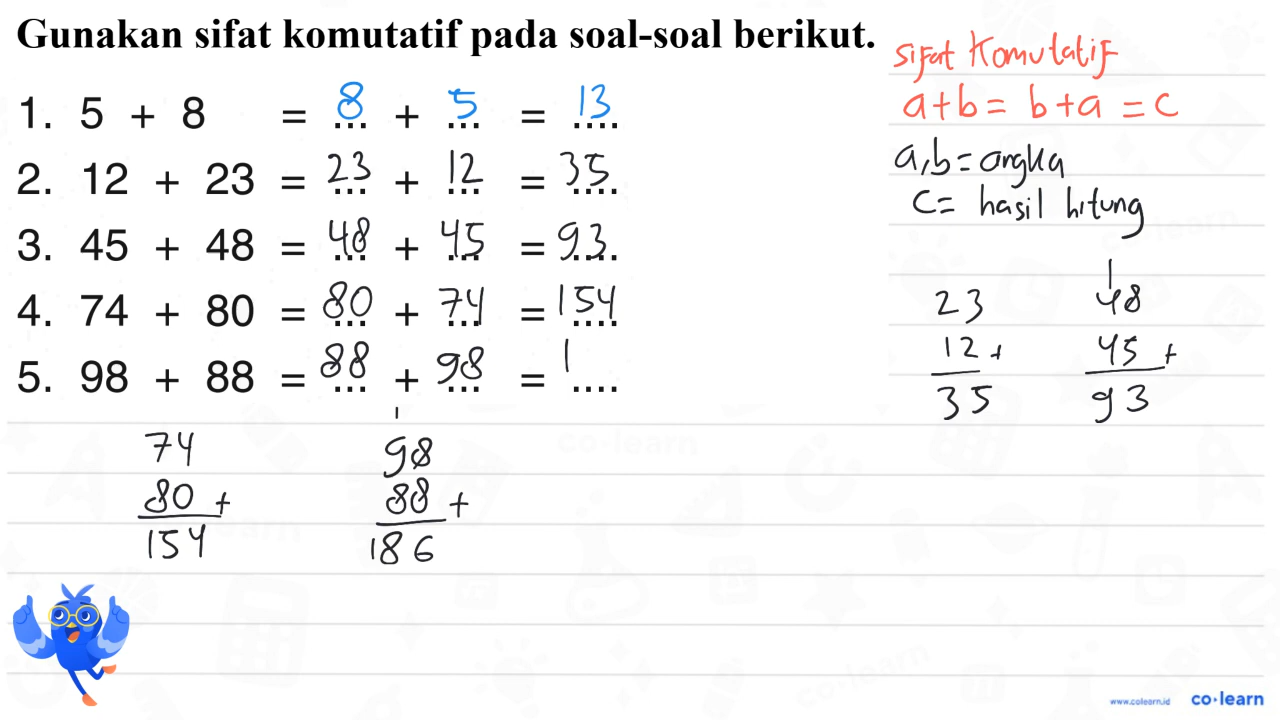 Gunakan sifat komutatif pada soal-soal berikut.
sifat Komutatif
a+b = b+a = c
a,b = angka
c = hasil hitung
1. 5 + 8 = 8 + 5 = 13
2. 12 + 23 = 23 + 12 = 35
3. 45 + 48 = 48 + 45 = 93
4. 74 + 80 = 80 + 74 = 154
5. 98 + 88 = 88 + 98 = 1....
23
12 +
35
1
48
45 +
93
74
80 +
154
1
98
88 +
186
co·learn
www.colearn.id co·learn